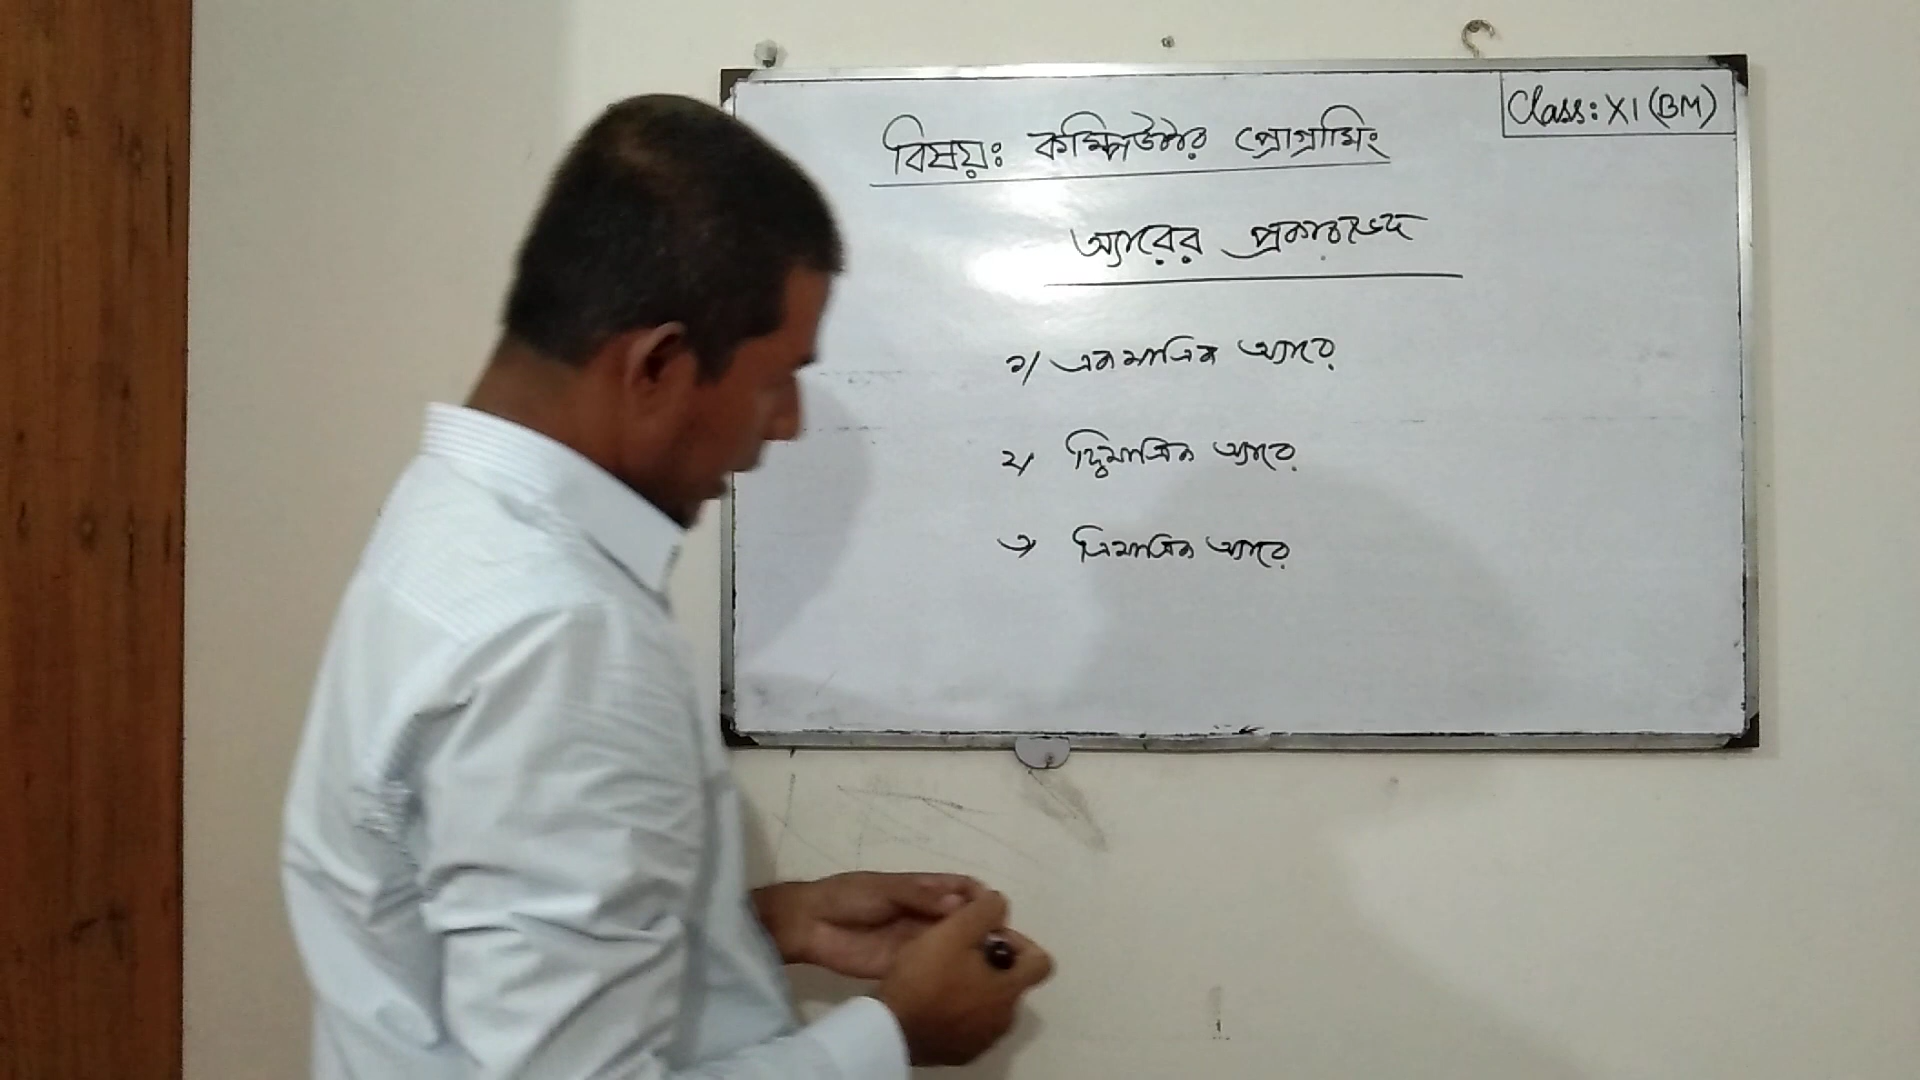 Class: XI (BM)
বিষয়ঃ কম্পিউটার প্রোগ্রামিং
অ্যারের প্রকারভেদ
১/ একমাত্রিক অ্যারে
২/ দ্বিমাত্রিক অ্যারে
৩/ ত্রিমাত্রিক অ্যারে